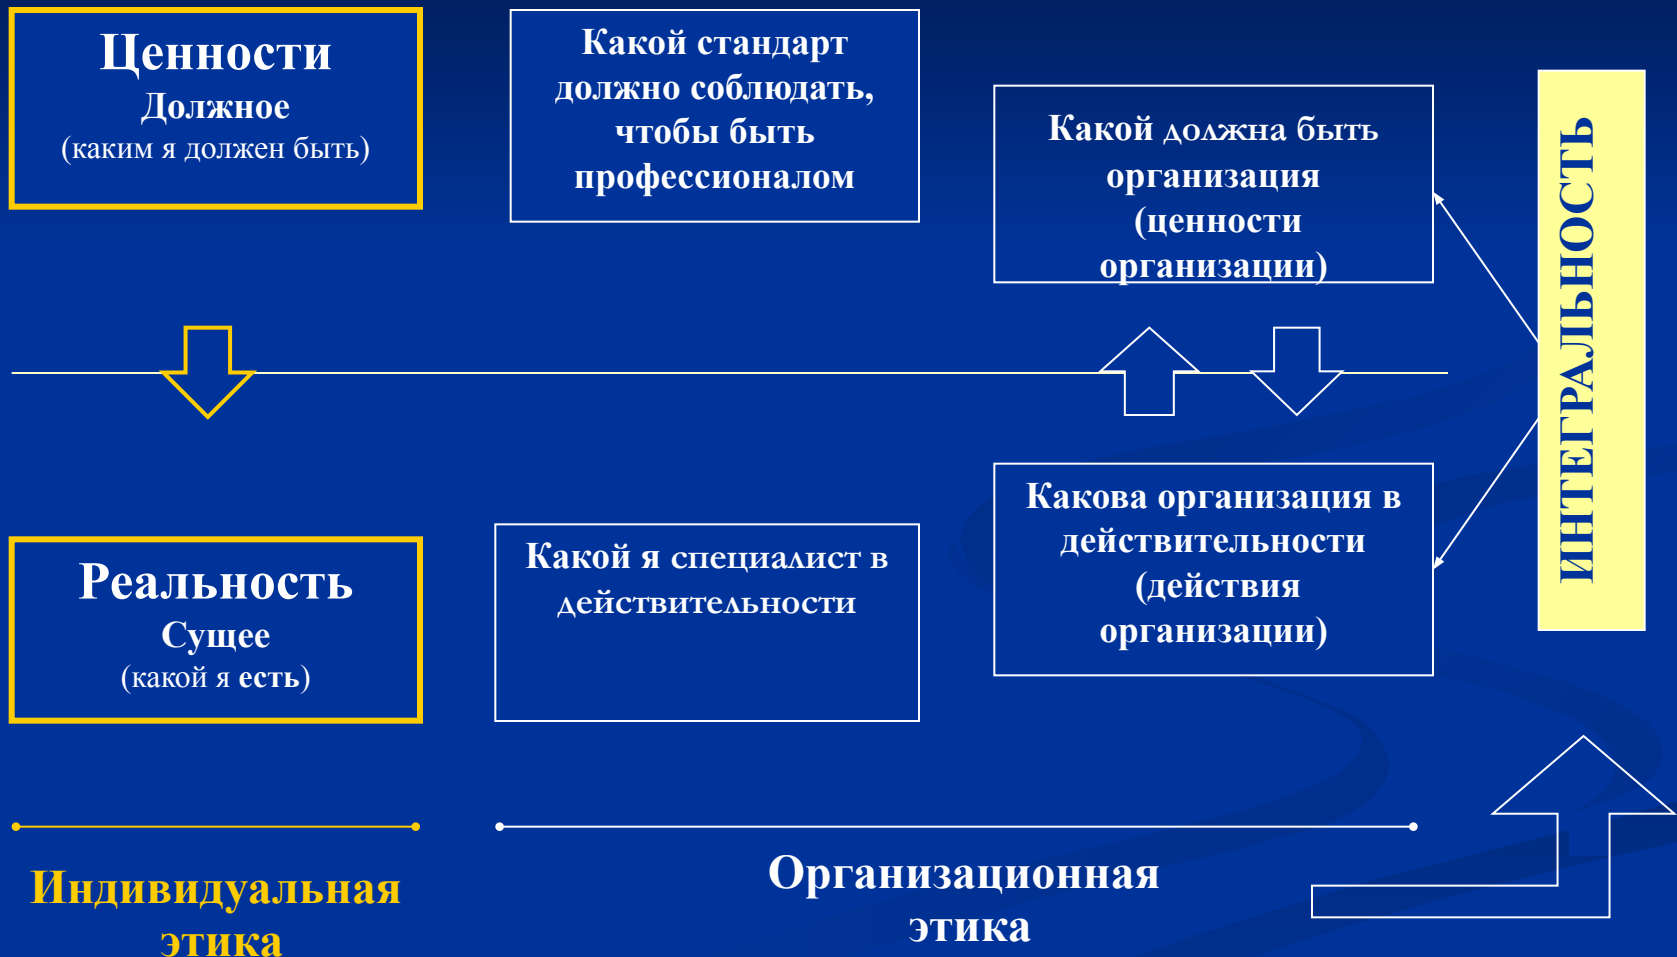 Ценности
Должное
(каким я должен быть)
Какой стандарт
должно соблюдать,
чтобы быть
профессионалом
Какой должна быть
организация
(ценности
организации)
ИНТЕГРАЛЬНОСТЬ
Реальность
Сущее
(какой я есть)
Какой я специалист в
действительности
Какова организация в
действительности
(действия
организации)
Индивидуальная
этика
Организационная
этика